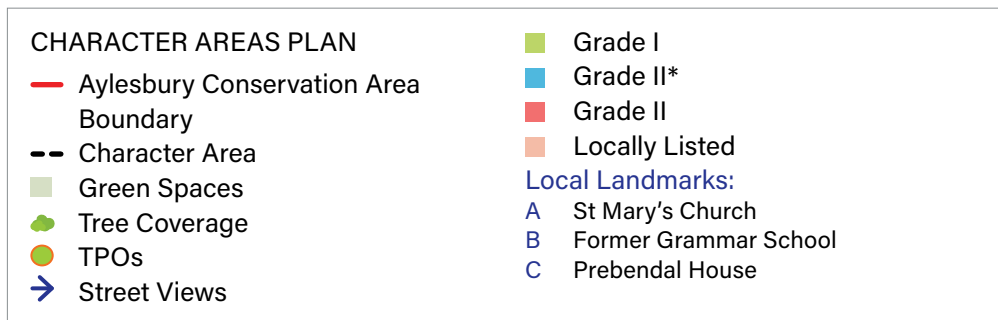 CHARACTER AREAS PLAN
Aylesbury Conservation Area
Boundary
Character Area
Green Spaces
Tree Coverage
TPOs
Street Views
Grade I
Grade II*
Grade II
Locally Listed
Local Landmarks:
A St Mary’s Church
B Former Grammar School
C Prebendal House